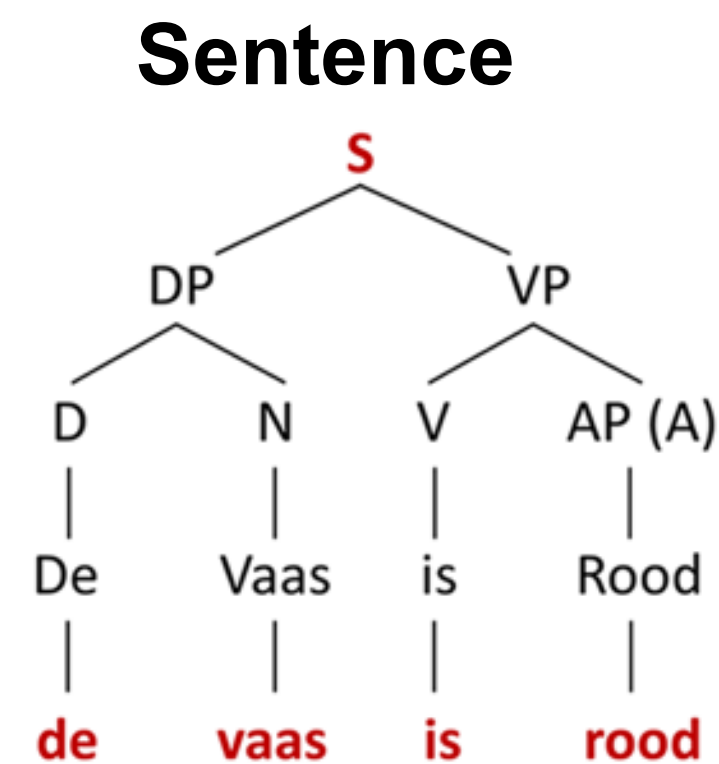 Sentence
S
DP VP
D N V AP (A)
De Vaas is Rood
de vaas is rood